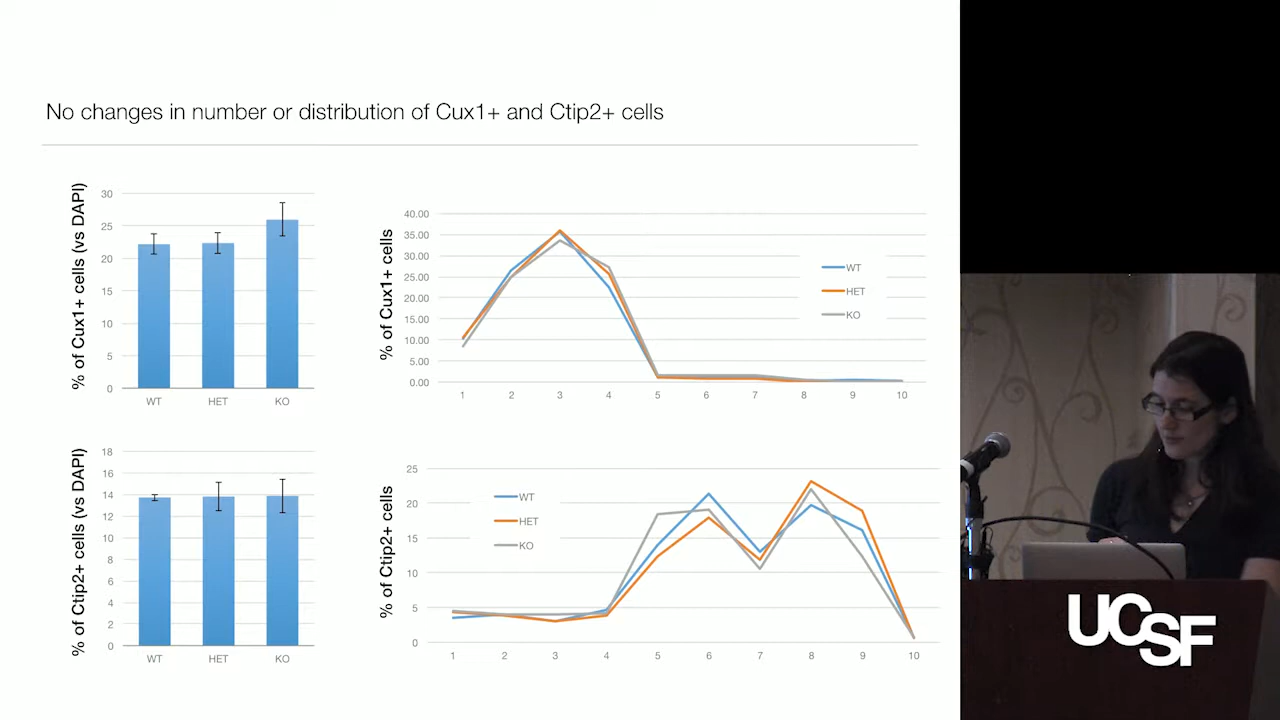 No changes in number or distribution of Cux1+ and Ctip2+ cells
% of Cux1+ cells (vs DAPI)
30
25
20
15
10
5
0
WT HET KO
% of Cux1+ cells
40.00
35.00
30.00
25.00
20.00
15.00
10.00
5.00
0.00
1 2 3 4 5 6 7 8 9 10
WT
HET
KO
% of Ctip2+ cells (vs DAPI)
18
16
14
12
10
8
6
4
2
0
WT HET KO
% of Ctip2+ cells
25
20
15
10
5
0
1 2 3 4 5 6 7 8 9 10
WT
HET
KO
UCSF